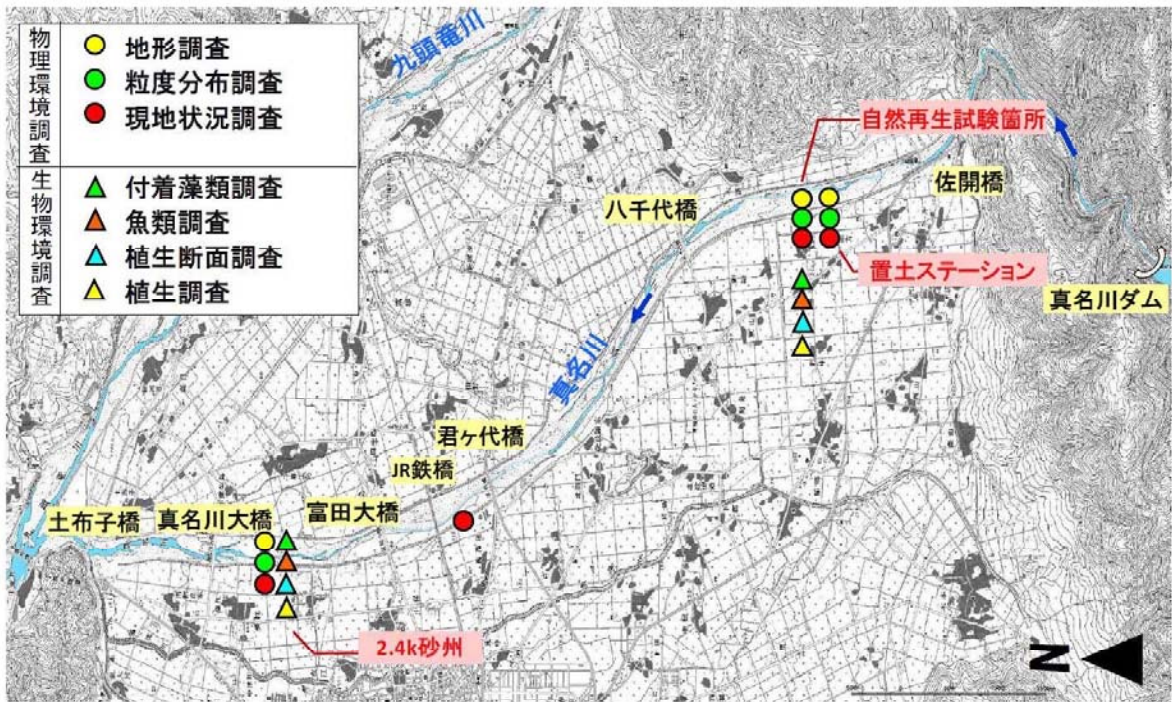 物理環境調査
地形調査
粒度分布調査
現地状況調査
生物環境調査
付着藻類調査
魚類調査
植生断面調査
植生調査
九頭竜川
自然再生試験箇所
佐開橋
八千代橋
置土ステーション
真名川ダム
真名川
君ヶ代橋
JR鉄橋
富田大橋
真名川大橋
土布子橋
2.4k砂州
N